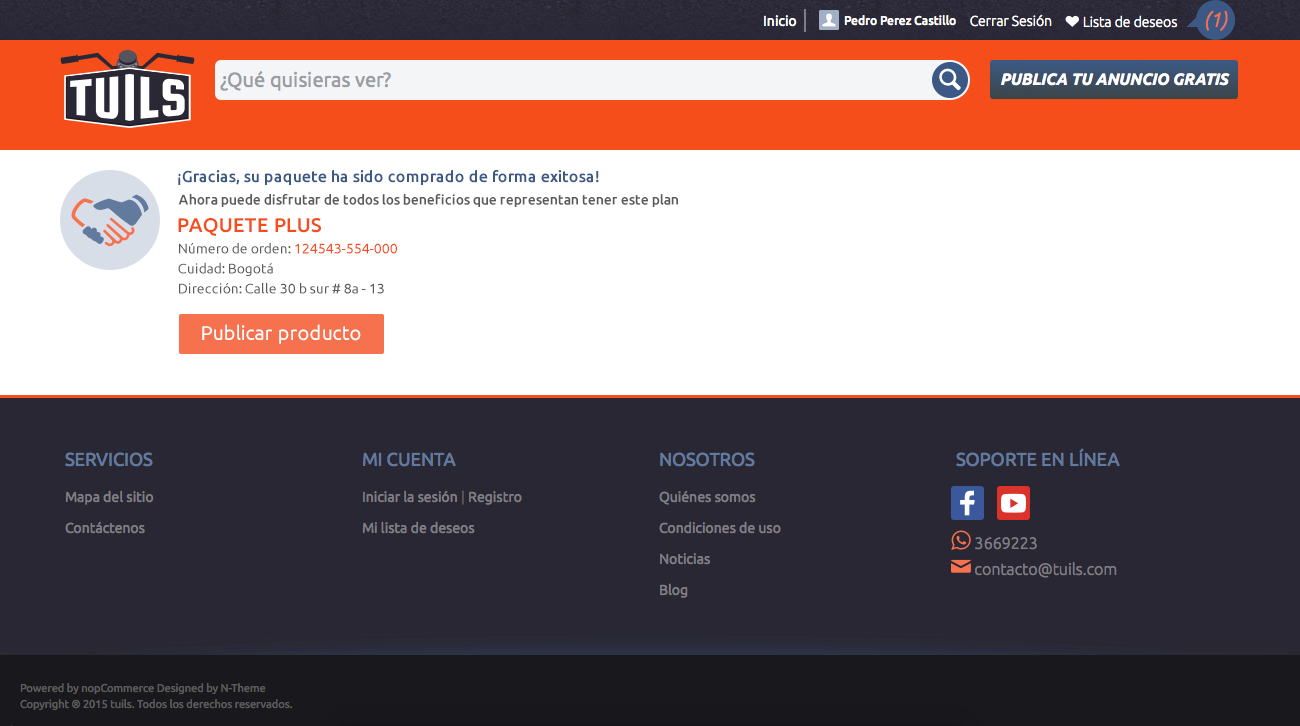 Inicio
Pedro Perez Castillo
Cerrar Sesión
Lista de deseos
(1)
TUILS
¿Qué quisieras ver?
PUBLICA TU ANUNCIO GRATIS
¡Gracias, su paquete ha sido comprado de forma exitosa!
Ahora puede disfrutar de todos los beneficios que representan tener este plan
PAQUETE PLUS
Número de orden: 124543-554-000
Cuidad: Bogotá
Dirección: Calle 30 b sur # 8a - 13
Publicar producto
SERVICIOS
Mapa del sitio
Contáctenos
MI CUENTA
Iniciar la sesión | Registro
Mi lista de deseos
NOSOTROS
Quiénes somos
Condiciones de uso
Noticias
Blog
SOPORTE EN LÍNEA
3669223
contacto@tuils.com
Powered by nopCommerce Designed by N-Theme
Copyright ® 2015 tuils. Todos los derechos reservados.